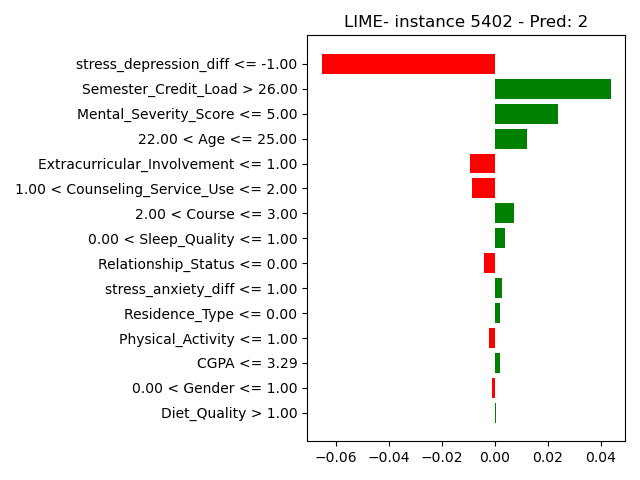 LIME- instance 5402 - Pred: 2
stress_depression_diff <= -1.00
Semester_Credit_Load > 26.00
Mental_Severity_Score <= 5.00
22.00 < Age <= 25.00
Extracurricular_Involvement <= 1.00
1.00 < Counseling_Service_Use <= 2.00
2.00 < Course <= 3.00
0.00 < Sleep_Quality <= 1.00
Relationship_Status <= 0.00
stress_anxiety_diff <= 1.00
Residence_Type <= 0.00
Physical_Activity <= 1.00
CGPA <= 3.29
0.00 < Gender <= 1.00
Diet_Quality > 1.00
−0.06 −0.04 −0.02 0.00 0.02 0.04